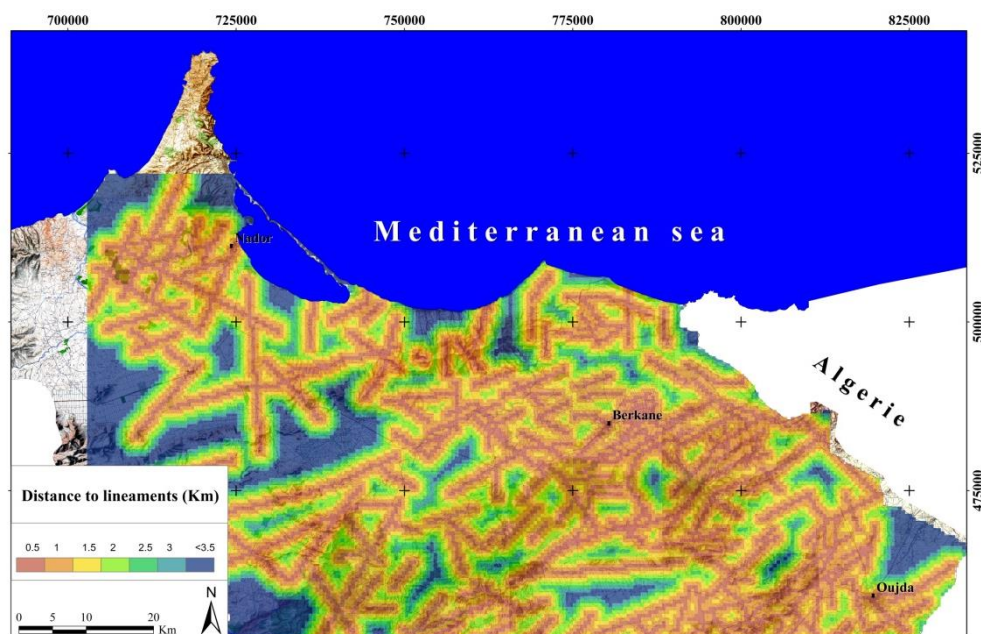 700000 725000 750000 775000 800000 825000
525000
Nador
Mediterranean sea
500000
Algerie
Berkane
475000
Distance to lineaments (Km)
0.5 1 1.5 2 2.5 3 <3.5
Oujda
N
0 5 10 20
Km